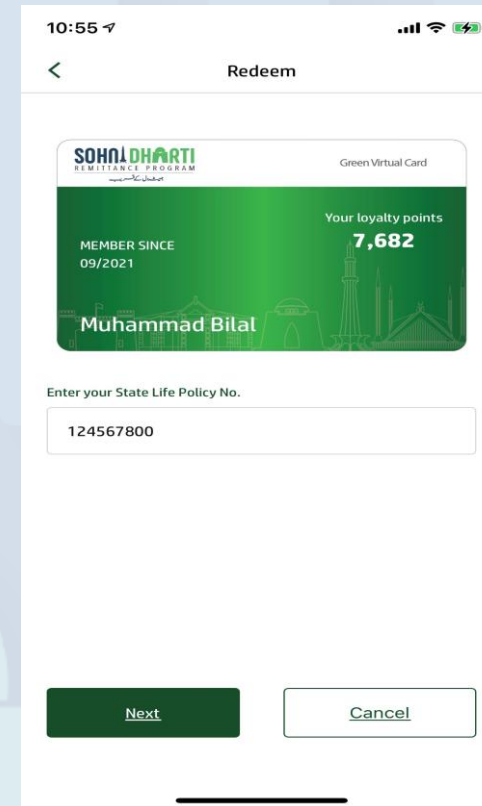 10:55
Redeem
SOHNI DHARTI
REMITTANCE PROGRAM
Green Virtual Card
Your loyalty points
7,682
MEMBER SINCE
09/2021
Muhammad Bilal
Enter your State Life Policy No.
124567800
Next
Cancel